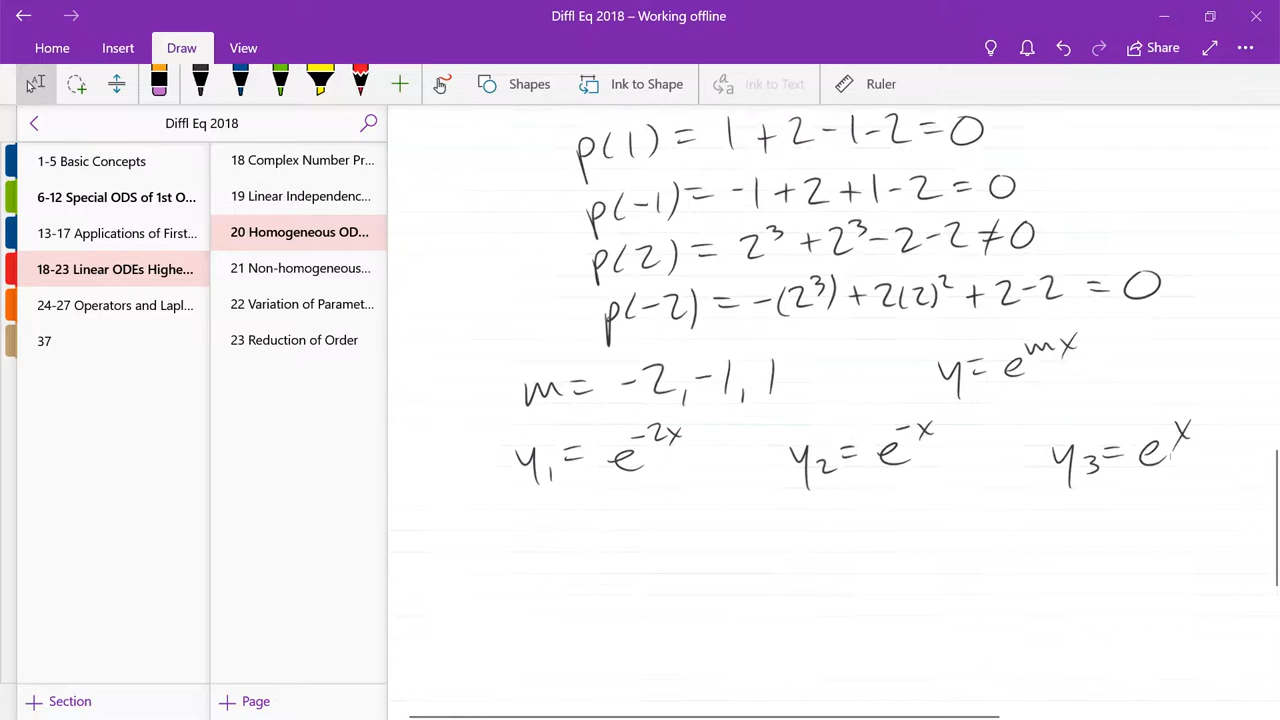 Diffl Eq 2018 – Working offline
Home Insert Draw View Share
Shapes Ink to Shape Ink to Text Ruler
Diffl Eq 2018
1-5 Basic Concepts
6-12 Special ODS of 1st O...
13-17 Applications of First...
18-23 Linear ODEs Highe...
24-27 Operators and Lapl...
37
Section
18 Complex Number Pr...
19 Linear Independenc...
20 Homogeneous OD...
21 Non-homogeneous...
22 Variation of Paramet...
23 Reduction of Order
Page
p(1) = 1 + 2 - 1 - 2 = 0
p(-1) = -1 + 2 + 1 - 2 = 0
p(2) = 2³ + 2³ - 2 - 2 ≠ 0
p(-2) = -(2³) + 2(2)² + 2 - 2 = 0
m = -2, -1, 1 y = e^{mx}
y₁ = e^{-2x} y₂ = e^{-x} y₃ = e^{x}